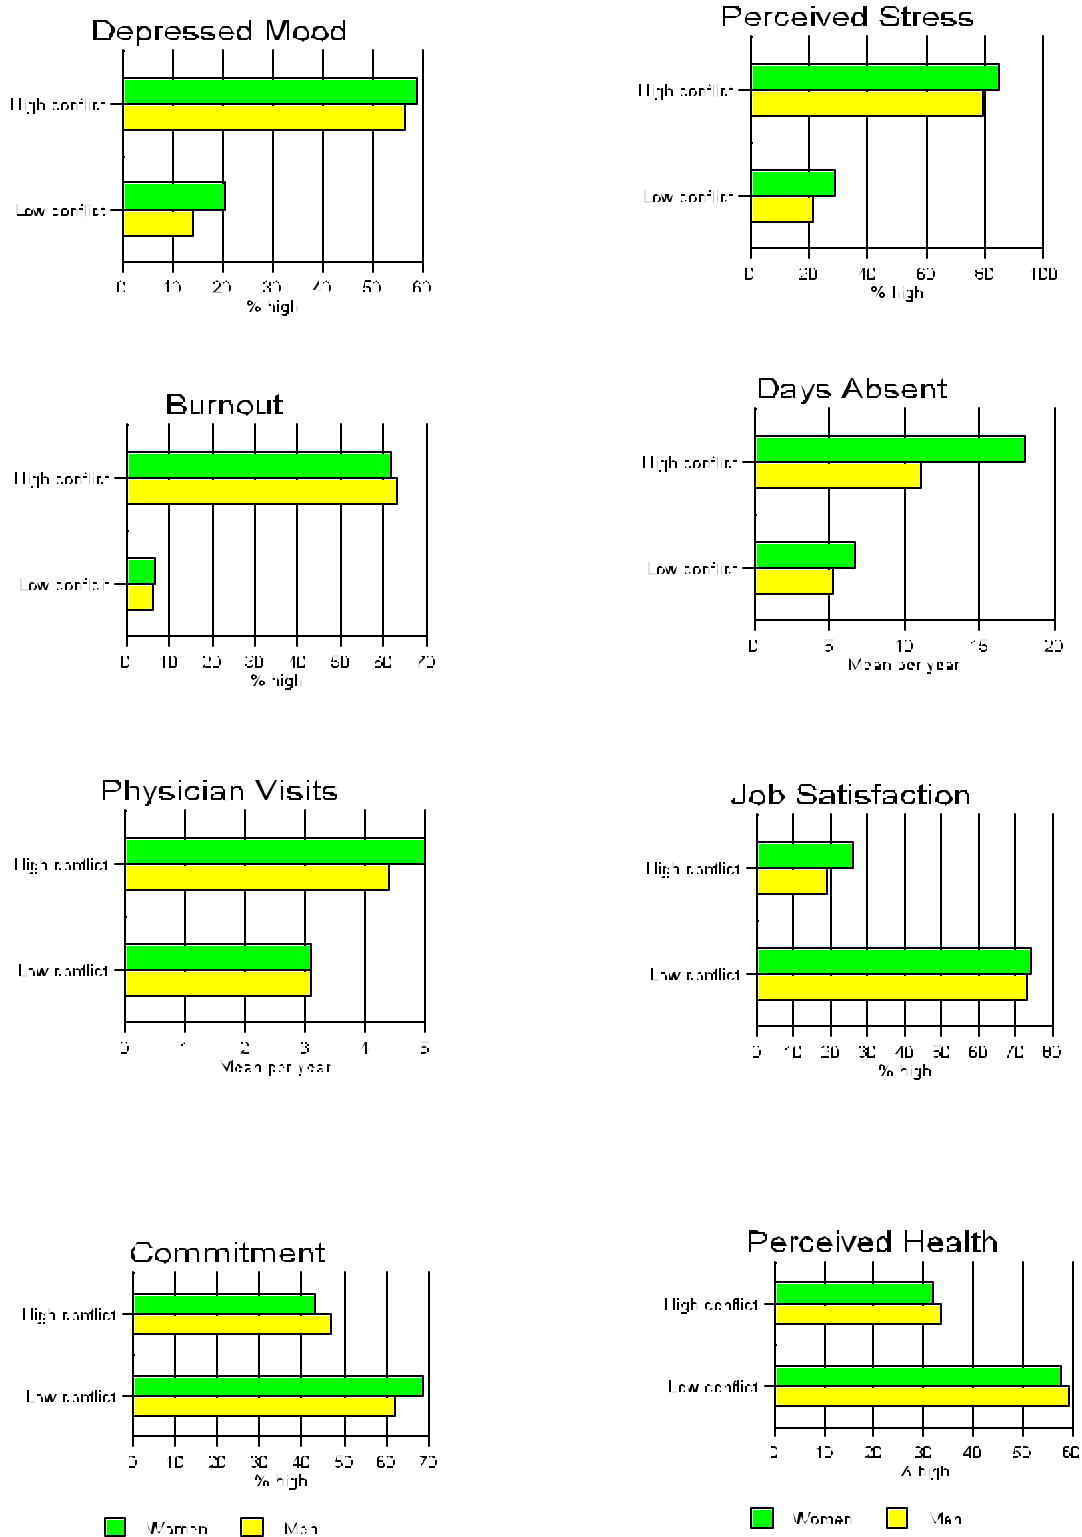 Depressed Mood
High conflict
Low conflict
0 10 20 30 40 50 60
% high
Perceived Stress
High conflict
Low conflict
0 20 40 60 80 100
% high
Burnout
High conflict
Low conflict
0 10 20 30 40 50 60 70
% high
Days Absent
High conflict
Low conflict
0 5 10 15 20
Mean per year
Physician Visits
High conflict
Low conflict
0 1 2 3 4 5
Mean per year
Job Satisfaction
High conflict
Low conflict
0 10 20 30 40 50 60 70 80
% high
Commitment
High conflict
Low conflict
0 10 20 30 40 50 60 70
% high
Women Men
Perceived Health
High conflict
Low conflict
0 10 20 30 40 50 60
% high
Women Men